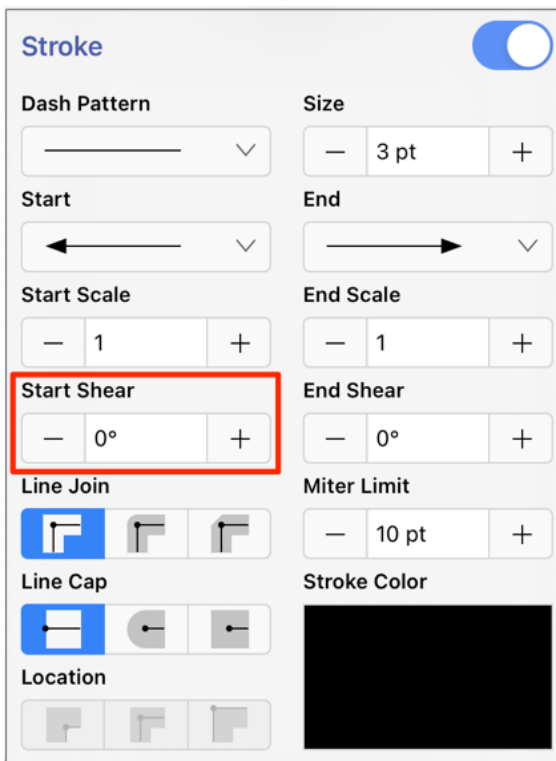 Stroke
Dash Pattern Size
3 pt
Start End
Start Scale End Scale
1 1
Start Shear End Shear
0° 0°
Line Join Miter Limit
10 pt
Line Cap Stroke Color
Location